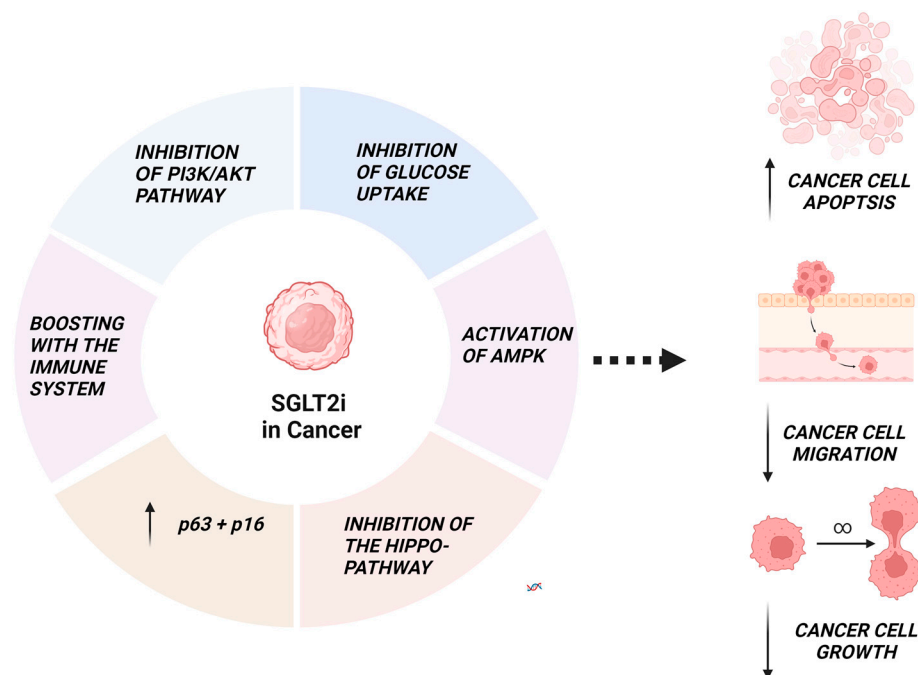 INHIBITION
OF PI3K/AKT
PATHWAY
INHIBITION
OF GLUCOSE
UPTAKE
BOOSTING
WITH THE
IMMUNE
SYSTEM
ACTIVATION
OF AMPK
SGLT2i
in Cancer
p63 + p16
INHIBITION OF
THE HIPPO-
PATHWAY
CANCER CELL
APOPTSIS
CANCER CELL
MIGRATION
∞
CANCER CELL
GROWTH